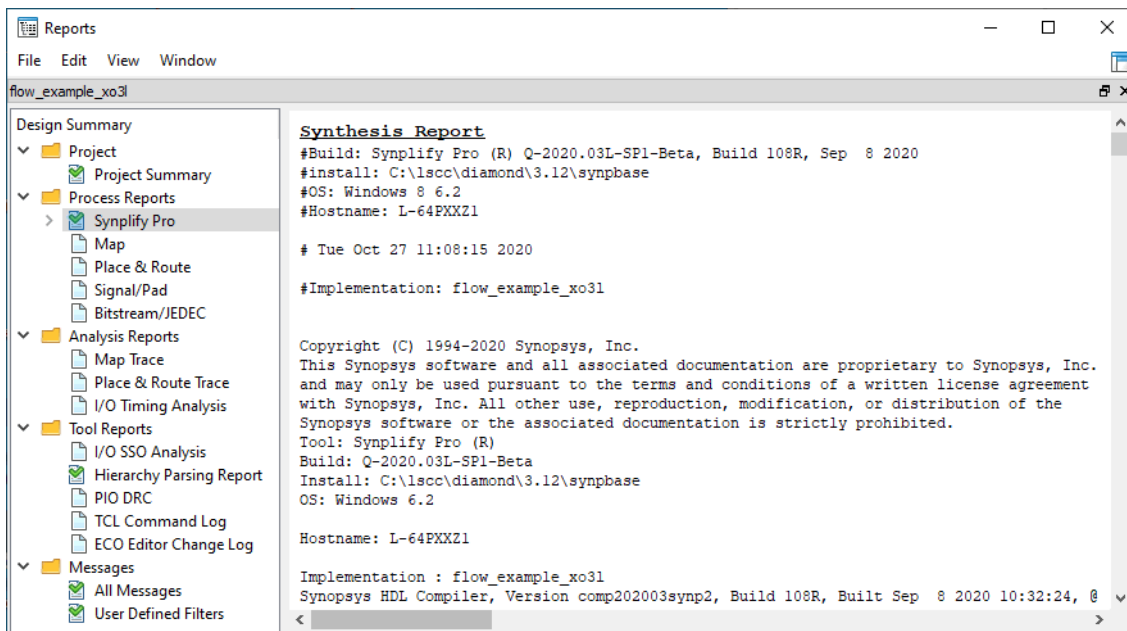 Reports
File Edit View Window
flow_example_xo3l
Design Summary
Project
Project Summary
Process Reports
Synplify Pro
Map
Place & Route
Signal/Pad
Bitstream/JEDEC
Analysis Reports
Map Trace
Place & Route Trace
I/O Timing Analysis
Tool Reports
I/O SSO Analysis
Hierarchy Parsing Report
PIO DRC
TCL Command Log
ECO Editor Change Log
Messages
All Messages
User Defined Filters
Synthesis Report
#Build: Synplify Pro (R) Q-2020.03L-SP1-Beta, Build 108R, Sep  8 2020
#install: C:\lscc\diamond\3.12\synpbase
#OS: Windows 8 6.2
#Hostname: L-64PXXZ1
# Tue Oct 27 11:08:15 2020
#Implementation: flow_example_xo3l
Copyright (C) 1994-2020 Synopsys, Inc.
This Synopsys software and all associated documentation are proprietary to Synopsys, Inc.
and may only be used pursuant to the terms and conditions of a written license agreement
with Synopsys, Inc. All other use, reproduction, modification, or distribution of the
Synopsys software or the associated documentation is strictly prohibited.
Tool: Synplify Pro (R)
Build: Q-2020.03L-SP1-Beta
Install: C:\lscc\diamond\3.12\synpbase
OS: Windows 6.2
Hostname: L-64PXXZ1
Implementation : flow_example_xo3l
Synopsys HDL Compiler, Version comp202003synp2, Build 108R, Built Sep  8 2020 10:32:24, @